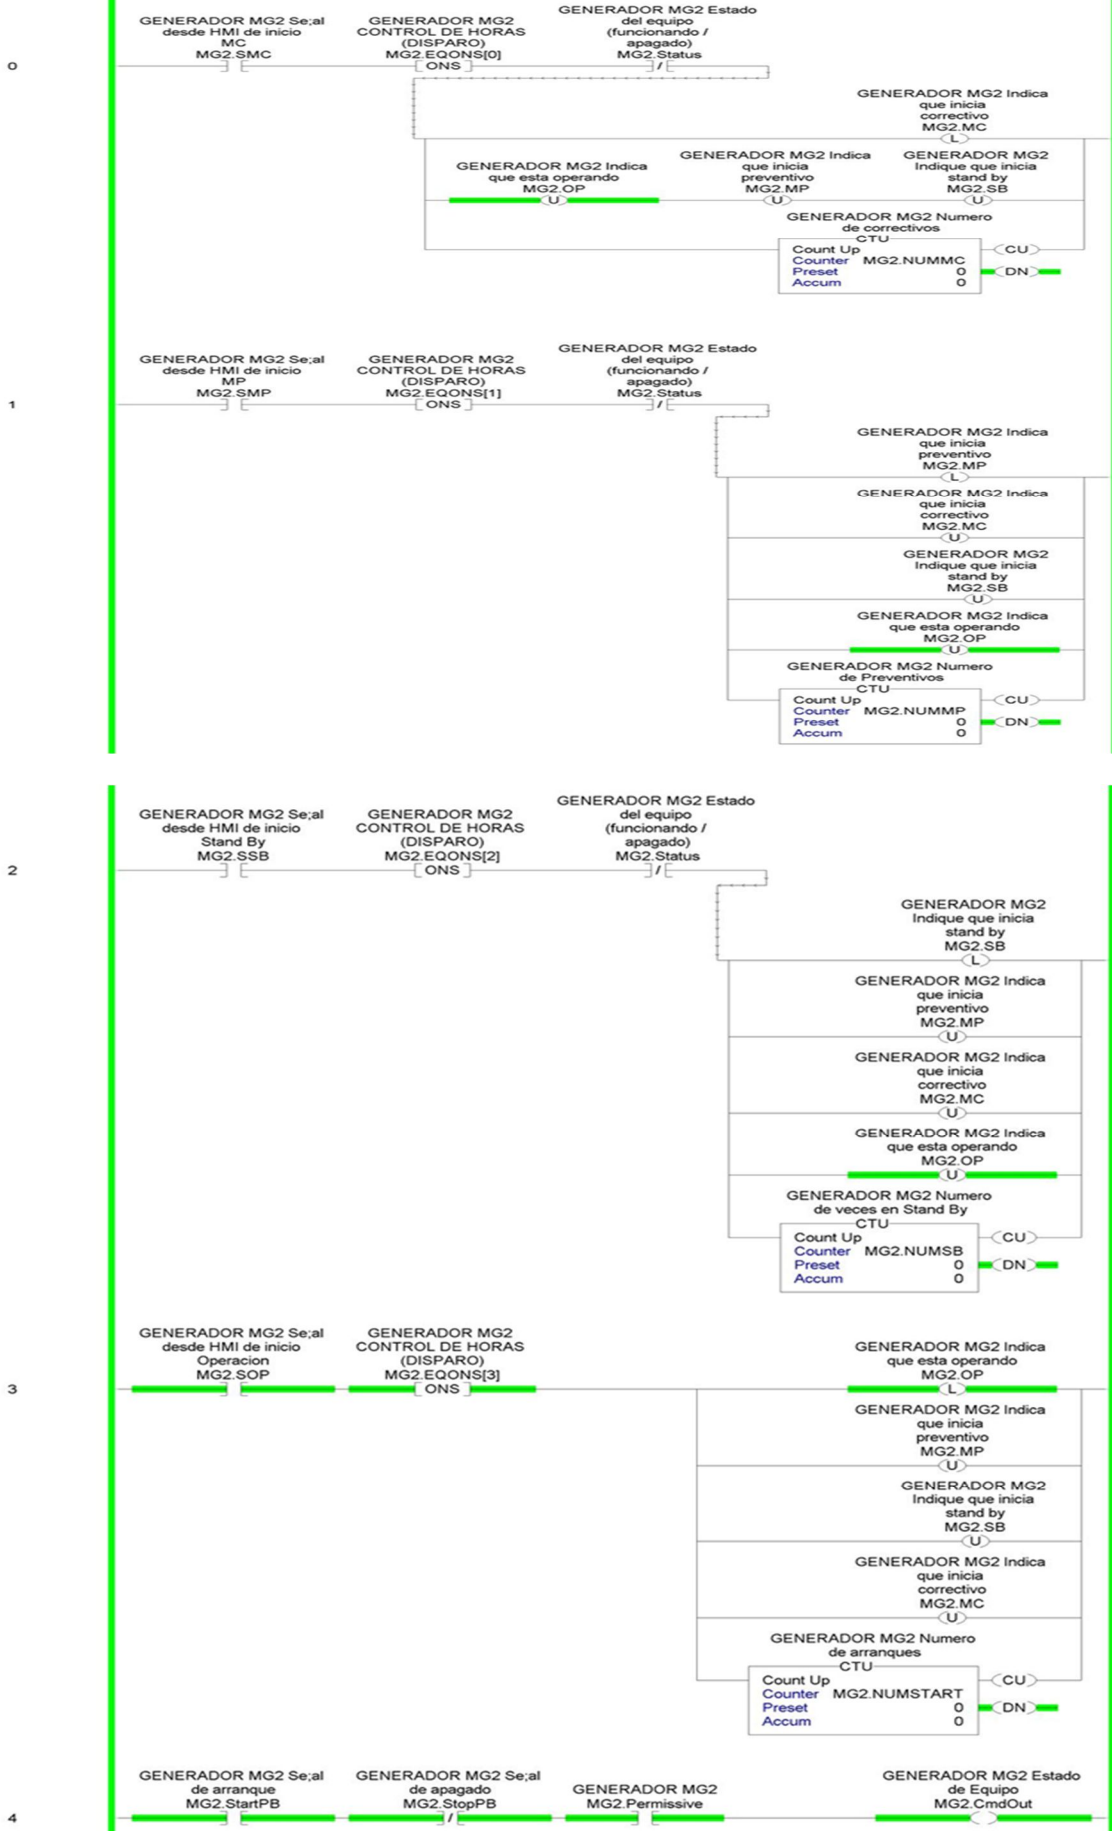 GENERADOR MG2 Se;al
desde HMI de inicio
MC
MG2.SMC
GENERADOR MG2
CONTROL DE HORAS
(DISPARO)
MG2.EQONS[0]
ONS
GENERADOR MG2 Estado
del equipo
(funcionando /
apagado)
MG2.Status
/
0
GENERADOR MG2 Indica
que inicia
correctivo
MG2.MC
L
GENERADOR MG2 Indica
que esta operando
MG2.OP
U
GENERADOR MG2 Indica
que inicia
preventivo
MG2.MP
U
GENERADOR MG2
Indique que inicia
stand by
MG2.SB
U
GENERADOR MG2 Numero
de correctivos
CTU
Count Up
CU
Counter MG2.NUMMC
Preset 0
DN
Accum 0
GENERADOR MG2 Se;al
desde HMI de inicio
MP
MG2.SMP
GENERADOR MG2
CONTROL DE HORAS
(DISPARO)
MG2.EQONS[1]
ONS
GENERADOR MG2 Estado
del equipo
(funcionando /
apagado)
MG2.Status
/
1
GENERADOR MG2 Indica
que inicia
preventivo
MG2.MP
L
GENERADOR MG2 Indica
que inicia
correctivo
MG2.MC
U
GENERADOR MG2
Indique que inicia
stand by
MG2.SB
U
GENERADOR MG2 Indica
que esta operando
MG2.OP
U
GENERADOR MG2 Numero
de Preventivos
CTU
Count Up
CU
Counter MG2.NUMMP
Preset 0
DN
Accum 0
GENERADOR MG2 Se;al
desde HMI de inicio
Stand By
MG2.SSB
GENERADOR MG2
CONTROL DE HORAS
(DISPARO)
MG2.EQONS[2]
ONS
GENERADOR MG2 Estado
del equipo
(funcionando /
apagado)
MG2.Status
/
2
GENERADOR MG2
Indique que inicia
stand by
MG2.SB
L
GENERADOR MG2 Indica
que inicia
preventivo
MG2.MP
U
GENERADOR MG2 Indica
que inicia
correctivo
MG2.MC
U
GENERADOR MG2 Indica
que esta operando
MG2.OP
U
GENERADOR MG2 Numero
de veces en Stand By
CTU
Count Up
CU
Counter MG2.NUMSB
Preset 0
DN
Accum 0
GENERADOR MG2 Se;al
desde HMI de inicio
Operacion
MG2.SOP
GENERADOR MG2
CONTROL DE HORAS
(DISPARO)
MG2.EQONS[3]
ONS
3
GENERADOR MG2 Indica
que esta operando
MG2.OP
L
GENERADOR MG2 Indica
que inicia
preventivo
MG2.MP
U
GENERADOR MG2
Indique que inicia
stand by
MG2.SB
U
GENERADOR MG2 Indica
que inicia
correctivo
MG2.MC
U
GENERADOR MG2 Numero
de arranques
CTU
Count Up
CU
Counter MG2.NUMSTART
Preset 0
DN
Accum 0
GENERADOR MG2 Se;al
de arranque
MG2.StartPB
GENERADOR MG2 Se;al
de apagado
MG2.StopPB
/
GENERADOR MG2
MG2.Permissive
GENERADOR MG2 Estado
de Equipo
MG2.CmdOut
4